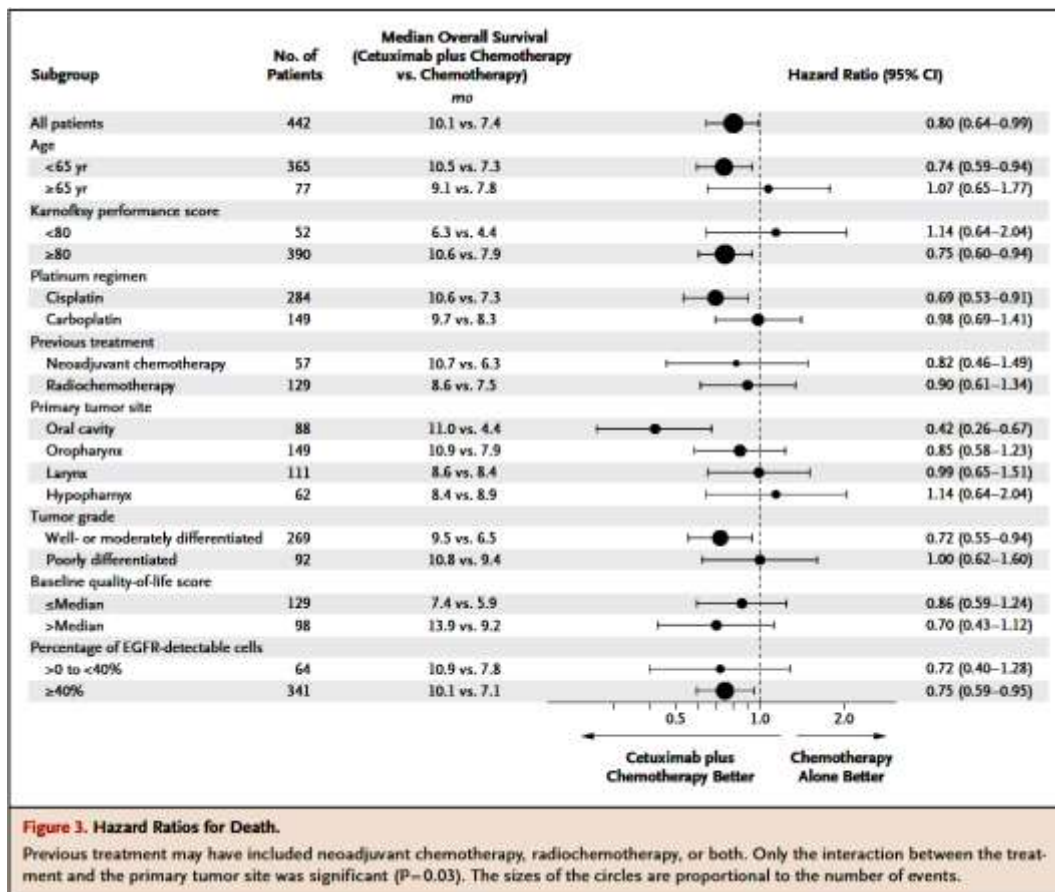 Subgroup No. of Patients Median Overall Survival (Cetuximab plus Chemotherapy vs. Chemotherapy) Hazard Ratio (95% CI)
mo
All patients 442 10.1 vs. 7.4 0.80 (0.64–0.99)
Age
<65 yr 365 10.5 vs. 7.3 0.74 (0.59–0.94)
≥65 yr 77 9.1 vs. 7.8 1.07 (0.65–1.77)
Karnofksy performance score
<80 52 6.3 vs. 4.4 1.14 (0.64–2.04)
≥80 390 10.6 vs. 7.9 0.75 (0.60–0.94)
Platinum regimen
Cisplatin 284 10.6 vs. 7.3 0.69 (0.53–0.91)
Carboplatin 149 9.7 vs. 8.3 0.98 (0.69–1.41)
Previous treatment
Neoadjuvant chemotherapy 57 10.7 vs. 6.3 0.82 (0.46–1.49)
Radiochemotherapy 129 8.6 vs. 7.5 0.90 (0.61–1.34)
Primary tumor site
Oral cavity 88 11.0 vs. 4.4 0.42 (0.26–0.67)
Oropharynx 149 10.9 vs. 7.9 0.85 (0.58–1.23)
Larynx 111 8.6 vs. 8.4 0.99 (0.65–1.51)
Hypopharnyx 62 8.4 vs. 8.9 1.14 (0.64–2.04)
Tumor grade
Well- or moderately differentiated 269 9.5 vs. 6.5 0.72 (0.55–0.94)
Poorly differentiated 92 10.8 vs. 9.4 1.00 (0.62–1.60)
Baseline quality-of-life score
≤Median 129 7.4 vs. 5.9 0.86 (0.59–1.24)
>Median 98 13.9 vs. 9.2 0.70 (0.43–1.12)
Percentage of EGFR-detectable cells
>0 to <40% 64 10.9 vs. 7.8 0.72 (0.40–1.28)
≥40% 341 10.1 vs. 7.1 0.75 (0.59–0.95)
0.5 1.0 2.0
Cetuximab plus Chemotherapy Better
Chemotherapy Alone Better
Figure 3. Hazard Ratios for Death.
Previous treatment may have included neoadjuvant chemotherapy, radiochemotherapy, or both. Only the interaction between the treat-
ment and the primary tumor site was significant (P=0.03). The sizes of the circles are proportional to the number of events.